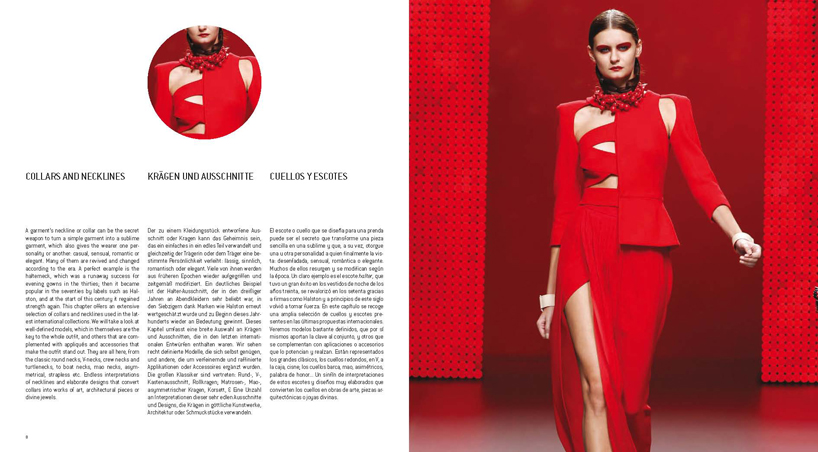 COLLARS AND NECKLINES
A garment's neckline or collar can be the secret
weapon to turn a simple garment into a sublime
garment, which also gives the wearer one per-
sonality or another: casual, sensual, romantic or
elegant. Many of them are revived and changed
according to the era. A perfect example is the
halterneck, which was a runaway success for
evening gowns in the thirties; then it became
popular in the seventies by labels such as Hal-
ston, and at the start of this century it regained
strength again. This chapter offers an extensive
selection of collars and necklines used in the lat-
est international collections. We will take a look at
well-defined models, which in themselves are the
key to the whole outfit, and others that are com-
plemented with appliqués and accessories that
make the outfit stand out. They are all here, from
the classic round necks, V-necks, crew necks and
turtlenecks; to boat necks, mao necks, asym-
metrical, strapless etc. Endless interpretations
of necklines and elaborate designs that convert
collars into works of art, architectural pieces or
divine jewels.
KRÄGEN UND AUSSCHNITTE
Der zu einem Kleidungsstück entworfene Aus-
schnitt oder Kragen kann das Geheimnis sein,
das ein einfaches in ein edles Teil verwandelt und
gleichzeitig der Trägerin oder dem Träger eine be-
stimmte Persönlichkeit verleiht: lässig, sinnlich,
romantisch oder elegant. Viele von ihnen werden
aus früheren Epochen wieder aufgegriffen und
zeitgemäß modifiziert. Ein deutliches Beispiel
ist der Halter-Ausschnitt, der in den dreißiger
Jahren an Abendkleidern sehr beliebt war, in
den Siebzigern dank Marken wie Halston erneut
wertgeschätzt wurde und zu Beginn dieses Jahr-
hunderts wieder an Bedeutung gewinnt. Dieses
Kapitel umfasst eine breite Auswahl an Krägen
und Ausschnitten, die in den letzten internati-
onalen Entwürfen enthalten waren. Wir sehen
recht definierte Modelle, die sich selbst genügen,
und andere, die um verfeinernde und raffinierte
Applikationen oder Accessoires ergänzt wurden.
Die großen Klassiker sind vertreten: Rund-, V-,
Kastenausschnitt, Rollkragen, Matrosen-, Mao-,
asymmetrischer Kragen, Korsett, & Eine Unzahl
an Interpretationen dieser sehr edlen Ausschnitte
und Designs, die Krägen in göttliche Kunstwerke,
Architektur oder Schmuckstücke verwandeln.
CUELLOS Y ESCOTES
El escote o cuello que se diseña para una prenda
puede ser el secreto que transforme una pieza
sencilla en una sublime y que, a su vez, otorgue
una u otra personalidad a quien finalmente la vis-
ta: desenfadada, sensual, romántica o elegante.
Muchos de ellos resurgen y se modifican según
la época. Un claro ejemplo es el escote halter, que
tuvo un gran éxito en los vestidos de noche de los
años treinta, se revalorizó en los setenta gracias
a firmas como Halston y a principios de este siglo
volvió a tomar fuerza. En este capítulo se recoge
una amplia selección de cuellos y escotes pre-
sentes en las últimas propuestas internacionales.
Veremos modelos bastante definidos, que por sí
mismos aportan la clave al conjunto, y otros que
se complementan con aplicaciones o accesorios
que lo potencian y realzan. Están representados
los grandes clásicos, los cuellos redondos, en V, a
la caja, cisne; los cuellos barca, mao, asimétricos,
palabra de honor... Un sinfín de interpretaciones
de estos escotes y diseños muy elaborados que
convierten los cuellos en obras de arte, piezas ar-
quitectónicas o joyas divinas.